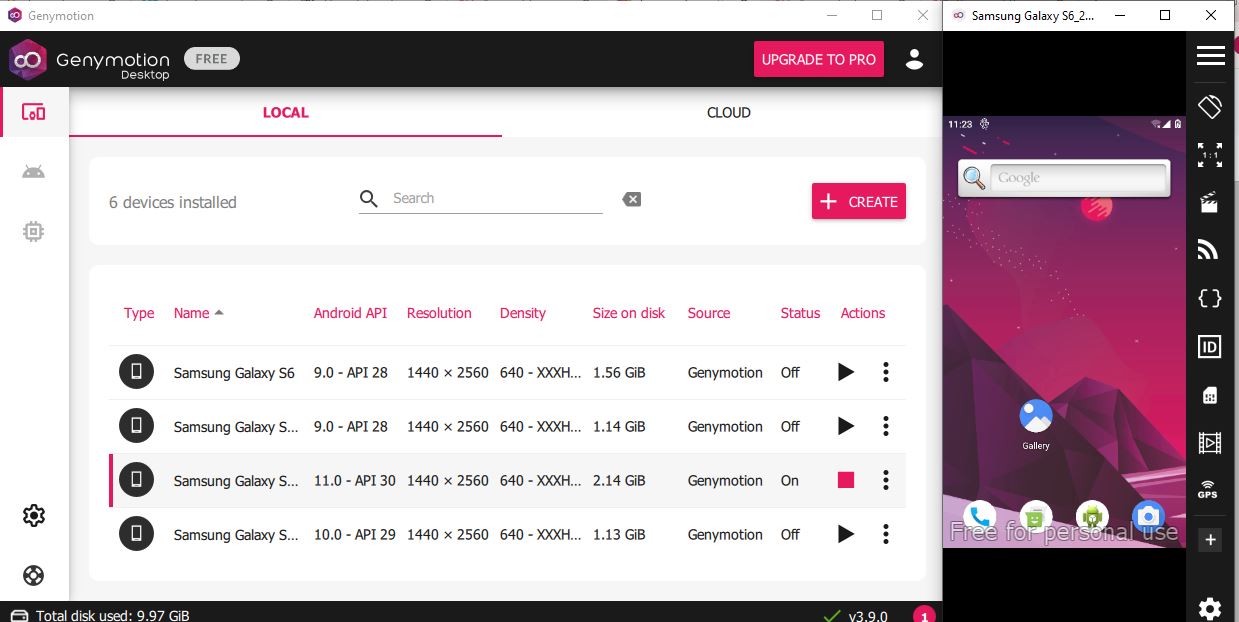 Genymotion
Genymotion
Desktop
FREE
UPGRADE TO PRO
LOCAL
CLOUD
6 devices installed
Search
CREATE
Type Name Android API Resolution Density Size on disk Source Status Actions
Samsung Galaxy S6 9.0 - API 28 1440 × 2560 640 - XXXH... 1.56 GiB Genymotion Off
Samsung Galaxy S... 9.0 - API 28 1440 × 2560 640 - XXXH... 1.14 GiB Genymotion Off
Samsung Galaxy S... 11.0 - API 30 1440 × 2560 640 - XXXH... 2.14 GiB Genymotion On
Samsung Galaxy S... 10.0 - API 29 1440 × 2560 640 - XXXH... 1.13 GiB Genymotion Off
Total disk used: 9.97 GiB
v3.9.0
1
Samsung Galaxy S6_2...
11:23
Google
Gallery
Free for personal use
1 : 1
ID
GPS